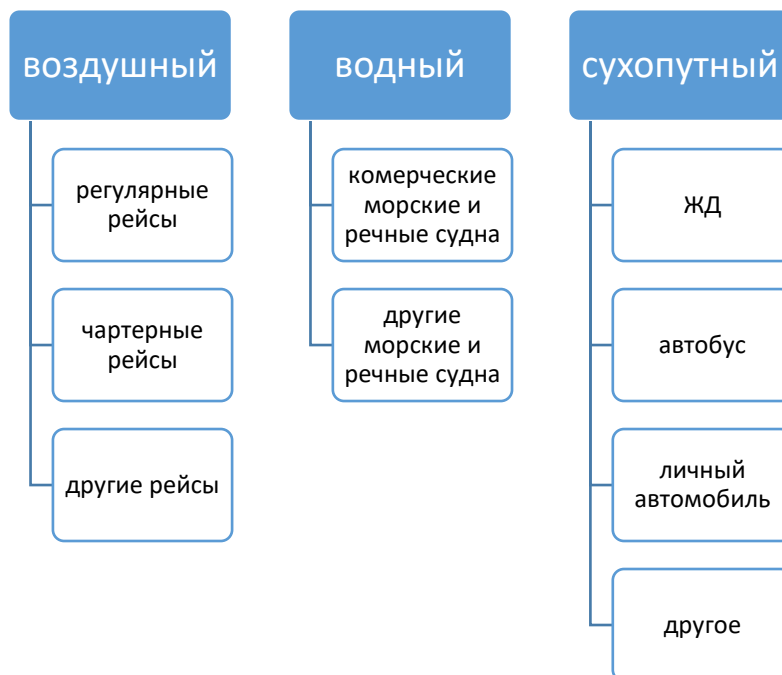 воздушный
регулярные
рейсы
чартерные
рейсы
другие рейсы
водный
комерческие
морские и
речные судна
другие
морские и
речные судна
сухопутный
ЖД
автобус
личный
автомобиль
другое